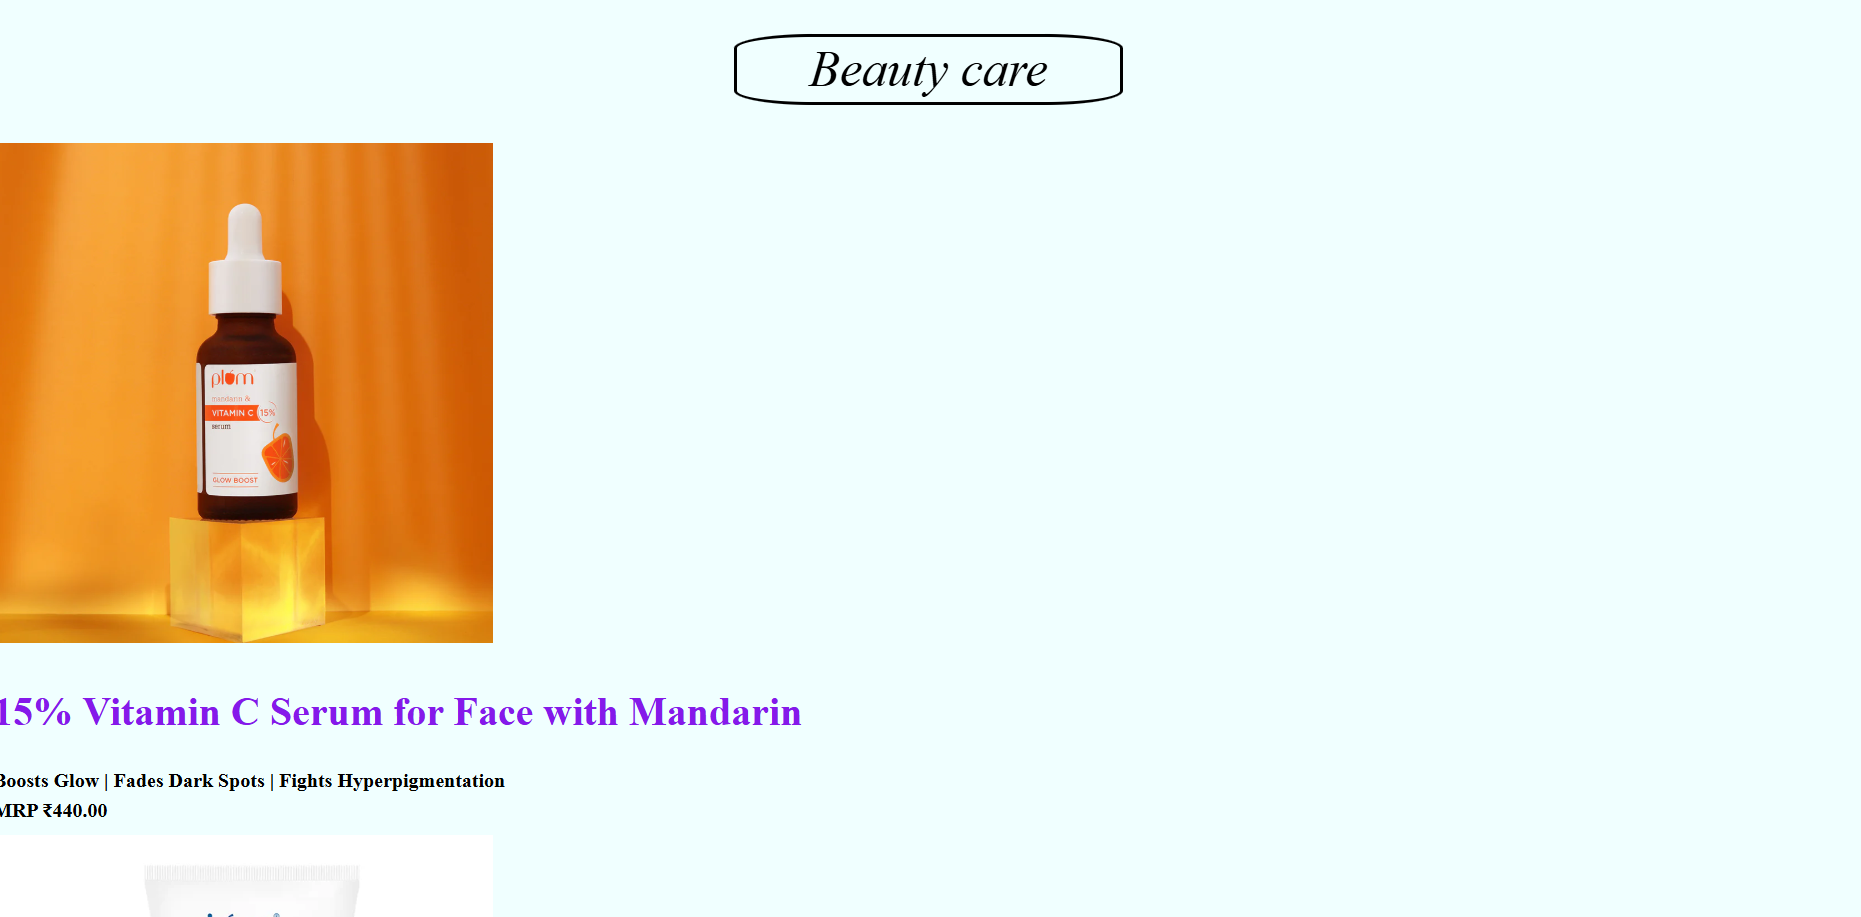 Beauty care
plum
mandarin &
VITAMIN C 15%
serum
GLOW BOOST
15% Vitamin C Serum for Face with Mandarin
Boosts Glow | Fades Dark Spots | Fights Hyperpigmentation
MRP ₹440.00